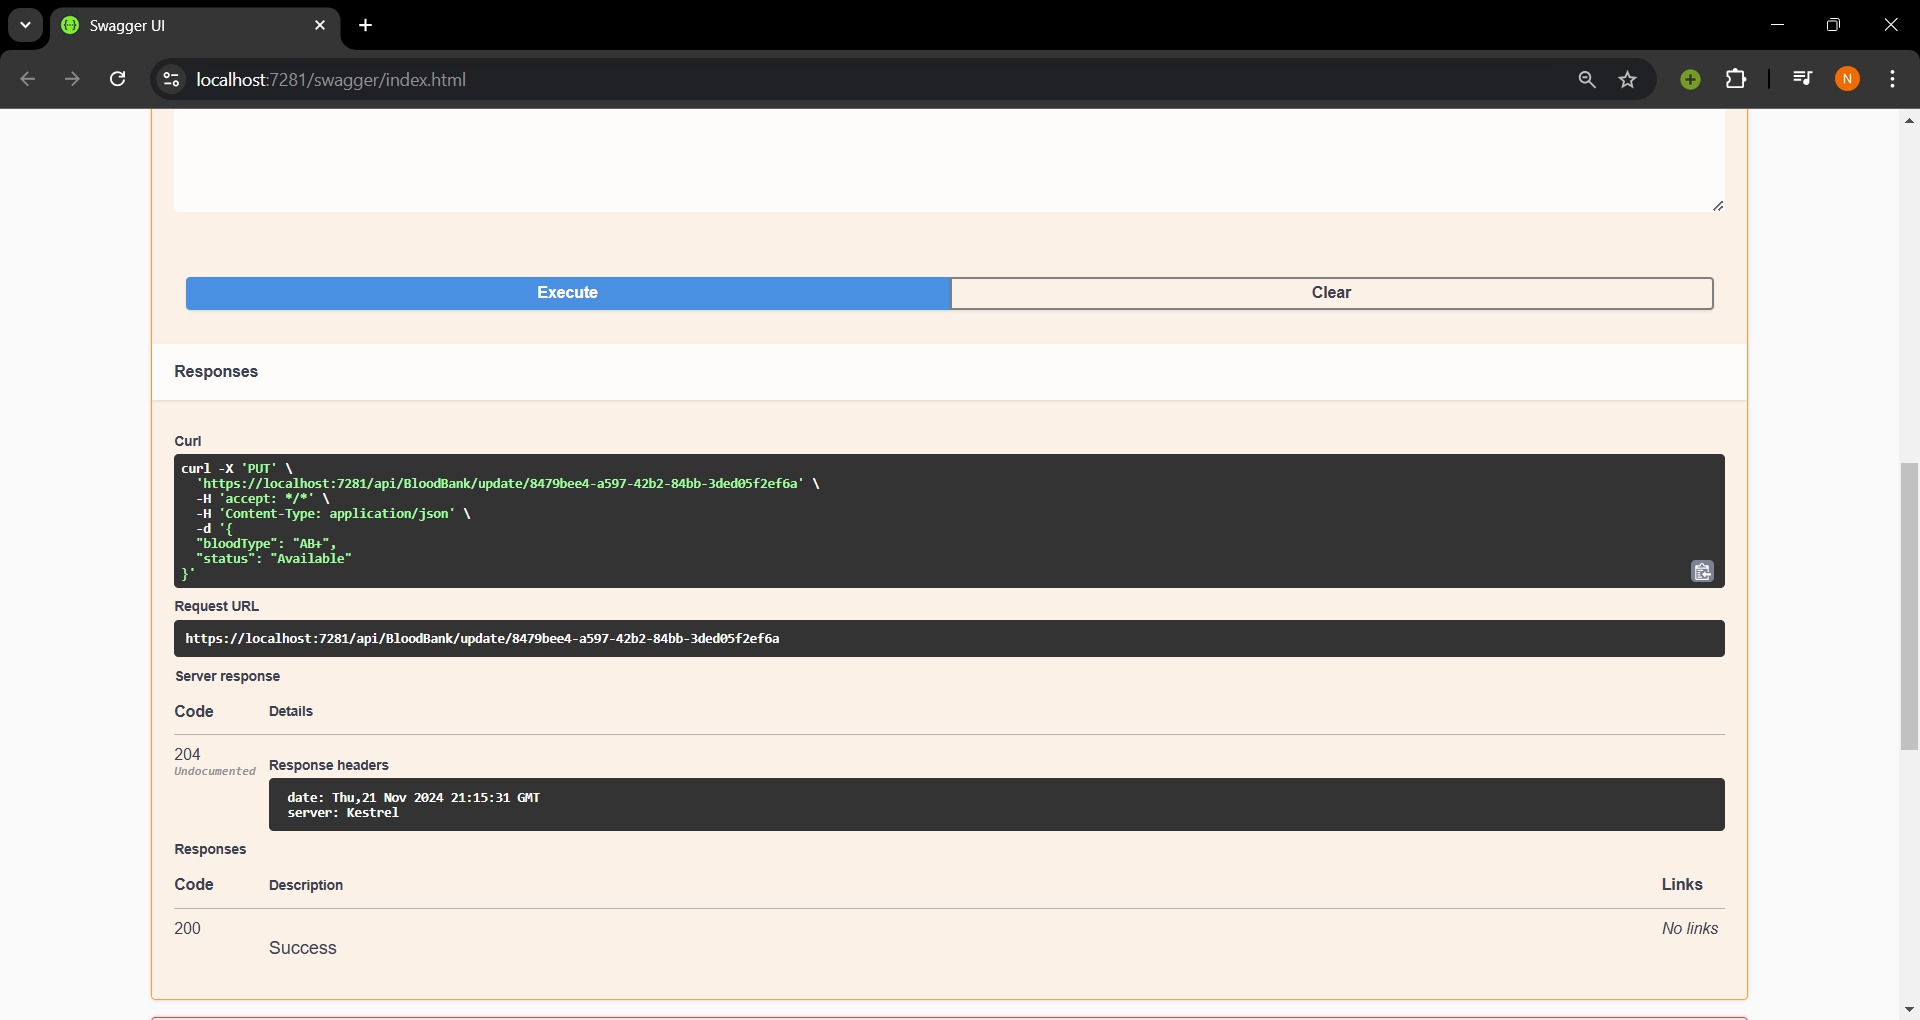 Swagger UI
localhost:7281/swagger/index.html
N
Execute
Clear
Responses
Curl
curl -X 'PUT' \
'https://localhost:7281/api/BloodBank/update/8479bee4-a597-42b2-84bb-3ded05f2ef6a' \
-H 'accept: */*' \
-H 'Content-Type: application/json' \
-d '{
"bloodType": "AB+",
"status": "Available"
}'
Request URL
https://localhost:7281/api/BloodBank/update/8479bee4-a597-42b2-84bb-3ded05f2ef6a
Server response
Code Details
204
Undocumented
Response headers
date: Thu,21 Nov 2024 21:15:31 GMT
server: Kestrel
Responses
Code Description Links
200 No links
Success